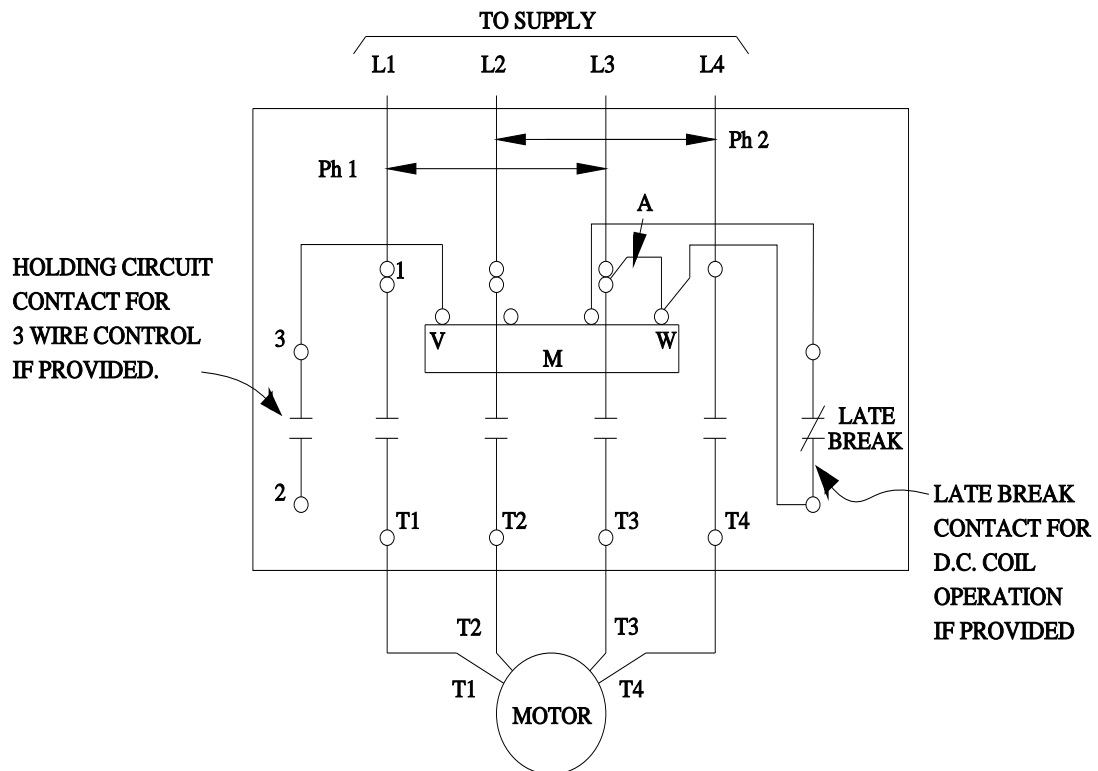 TO SUPPLY
L1 L2 L3 L4
Ph 2
Ph 1
A
HOLDING CIRCUIT
CONTACT FOR
3 WIRE CONTROL
IF PROVIDED.
1
3
V
W
M
LATE
BREAK
2
T1 T2 T3 T4
LATE BREAK
CONTACT FOR
D.C. COIL
OPERATION
IF PROVIDED
T2 T3
T1 T4
MOTOR